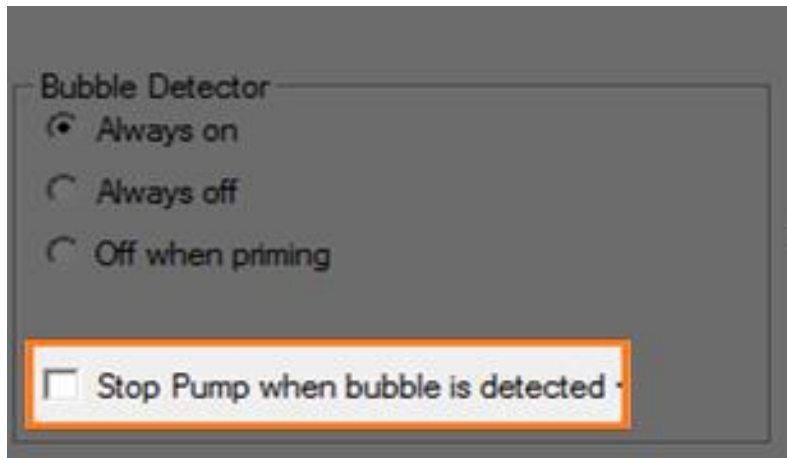 Bubble Detector
Always on
Always off
Off when priming
Stop Pump when bubble is detected